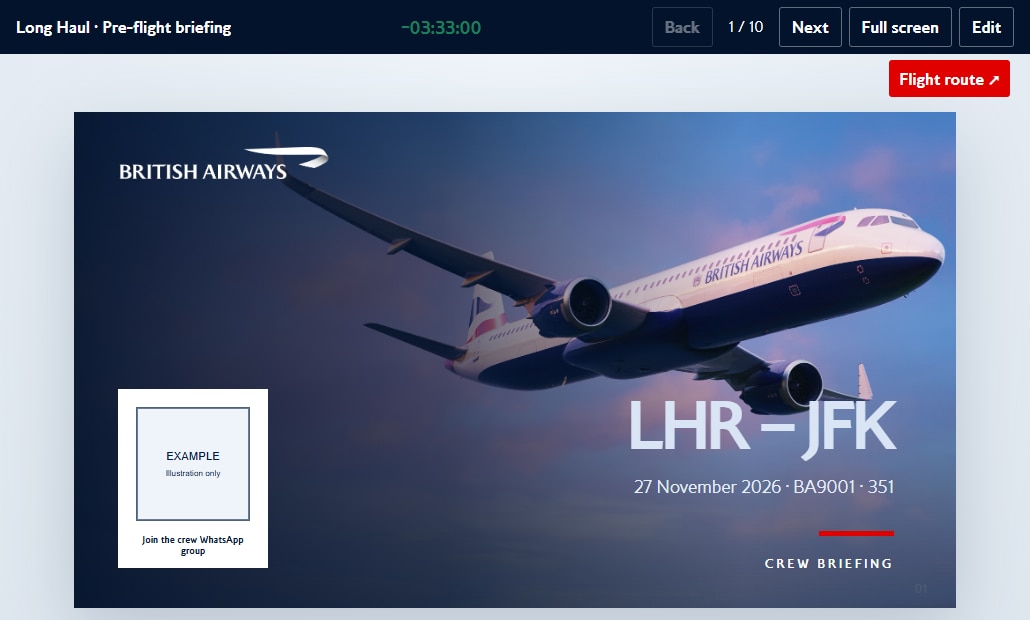 Long Haul · Pre-flight briefing
−03:33:00
Back
1 / 10
Next
Full screen
Edit
Flight route ↗
BRITISH AIRWAYS
BRITISH AIRWAYS
LHR – JFK
27 November 2026 · BA9001 · 351
EXAMPLE
Illustration only
Join the crew WhatsApp
group
CREW BRIEFING
01